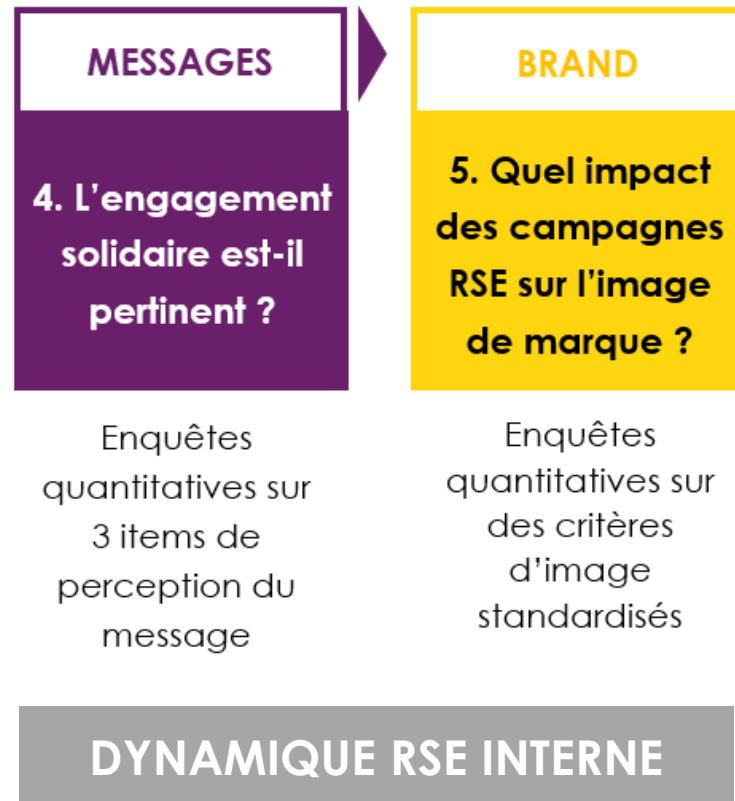 MESSAGES
4. L’engagement
solidaire est-il
pertinent ?
Enquêtes
quantitatives sur
3 items de
perception du
message
BRAND
5. Quel impact
des campagnes
RSE sur l’image
de marque ?
Enquêtes
quantitatives sur
des critères
d’image
standardisés
DYNAMIQUE RSE INTERNE